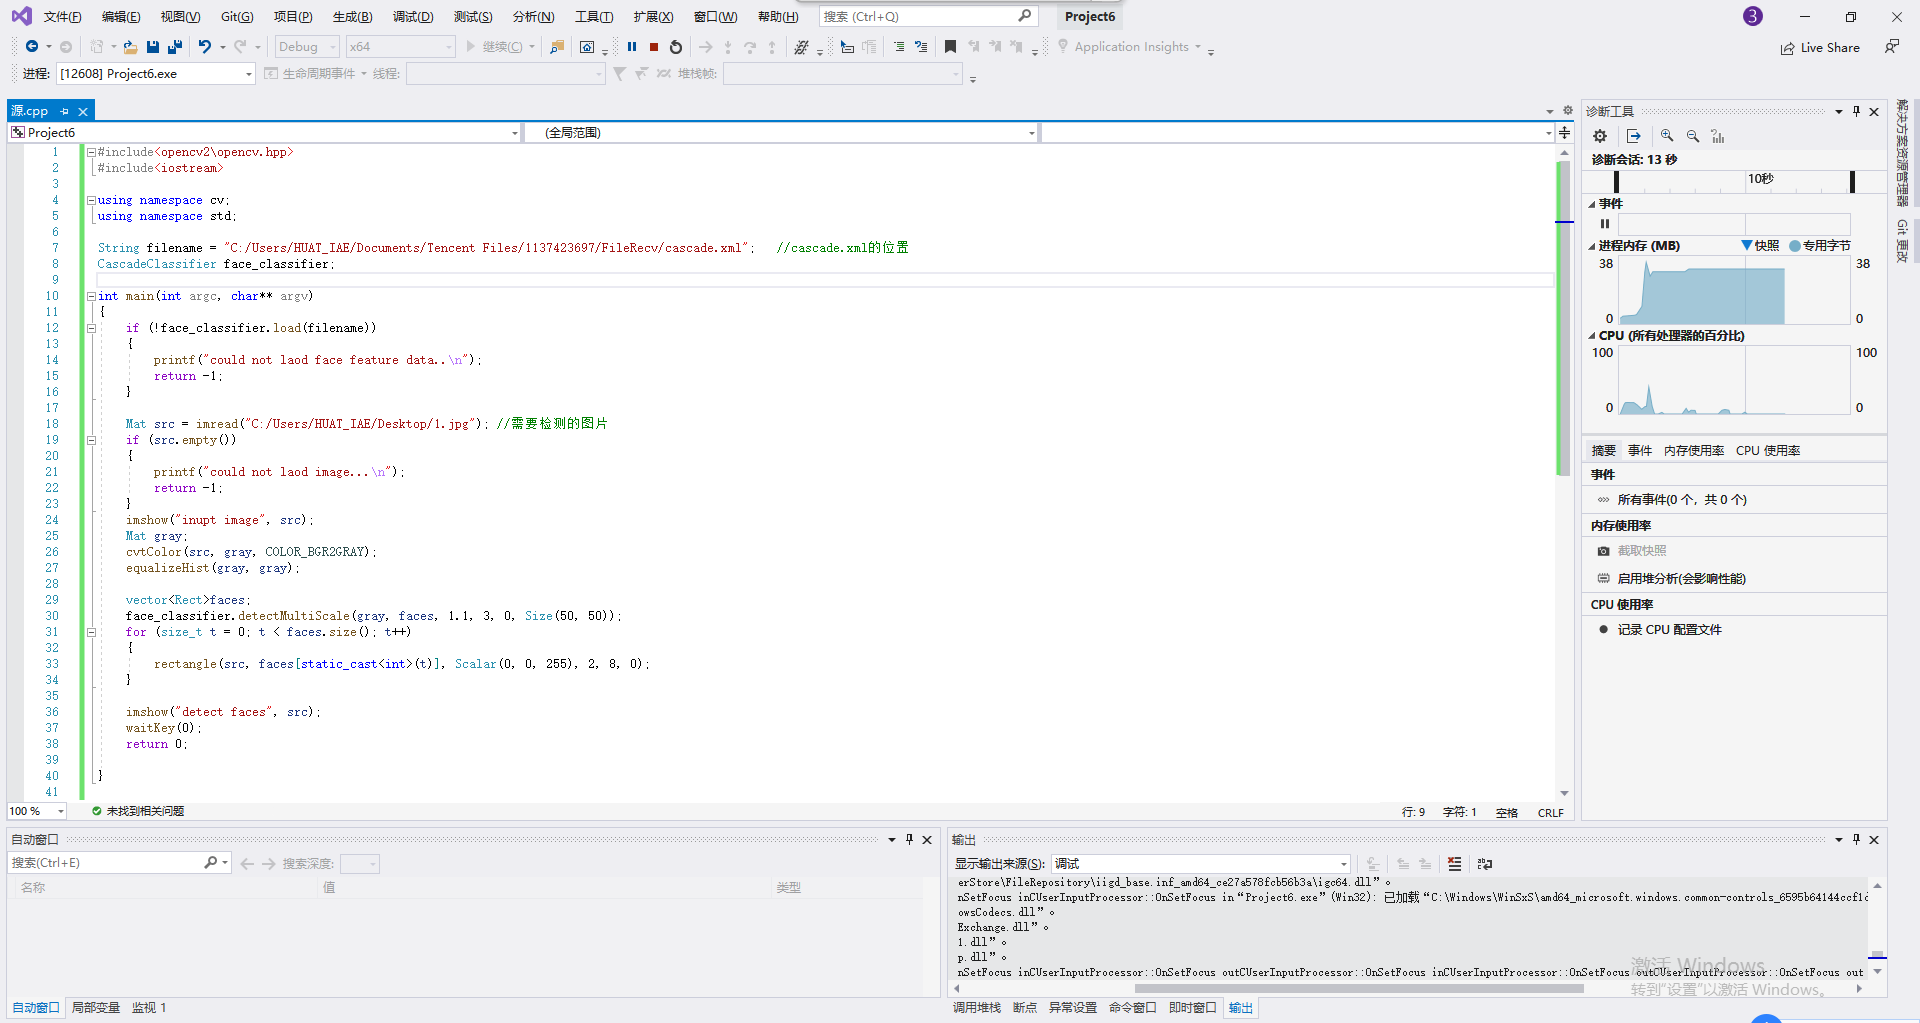 文件(F) 编辑(E) 视图(V) Git(G) 项目(P) 生成(B) 调试(D) 测试(S) 分析(N) 工具(T) 扩展(X) 窗口(W) 帮助(H) 搜索 (Ctrl+Q) Project6 3
Debug x64 继续(C) Application Insights Live Share
进程: [12608] Project6.exe 生命周期事件 线程: 堆栈帧:
源.cpp
Project6 (全局范围)
1 #include<opencv2\opencv.hpp>
2 #include<iostream>
3
4 using namespace cv;
5 using namespace std;
6
7 String filename = "C:/Users/HUAT_IAE/Documents/Tencent Files/1137423697/FileRecv/cascade.xml"; //cascade.xml的位置
8 CascadeClassifier face_classifier;
9
10 int main(int argc, char** argv)
11 {
12 if (!face_classifier.load(filename))
13 {
14 printf("could not laod face feature data..\n");
15 return -1;
16 }
17
18 Mat src = imread("C:/Users/HUAT_IAE/Desktop/1.jpg"); //需要检测的图片
19 if (src.empty())
20 {
21 printf("could not laod image...\n");
22 return -1;
23 }
24 imshow("inupt image", src);
25 Mat gray;
26 cvtColor(src, gray, COLOR_BGR2GRAY);
27 equalizeHist(gray, gray);
28
29 vector<Rect>faces;
30 face_classifier.detectMultiScale(gray, faces, 1.1, 3, 0, Size(50, 50));
31 for (size_t t = 0; t < faces.size(); t++)
32 {
33 rectangle(src, faces[static_cast<int>(t)], Scalar(0, 0, 255), 2, 8, 0);
34 }
35
36 imshow("detect faces", src);
37 waitKey(0);
38 return 0;
39
40 }
41
100 % 未找到相关问题 行: 9 字符: 1 空格 CRLF
诊断工具
诊断会话: 13 秒
10秒
事件
进程内存 (MB) 快照 专用字节
38 38
0 0
CPU (所有处理器的百分比)
100 100
0 0
摘要 事件 内存使用率 CPU 使用率
事件
所有事件(0 个，共 0 个)
内存使用率
截取快照
启用堆分析(会影响性能)
CPU 使用率
记录 CPU 配置文件
解决方案资源管理器
Git 更改
自动窗口
搜索(Ctrl+E) 搜索深度:
名称 值 类型
自动窗口 局部变量 监视 1
输出
显示输出来源(S): 调试
erStore\FileRepository\iigd_base.inf_amd64_ce27a578fcb56b3a\igc64.dll”。
nSetFocus inCUserInputProcessor::OnSetFocus in“Project6.exe”(Win32): 已加载“C:\Windows\WinSxS\amd64_microsoft.windows.common-controls_6595b64144ccf1d
owsCodecs.dll”。
Exchange.dll”。
1.dll”。
p.dll”。
nSetFocus inCUserInputProcessor::OnSetFocus outCUserInputProcessor::OnSetFocus inCUserInputProcessor::OnSetFocus outCUserInputProcessor::OnSetFocus out
激活 Windows
转到“设置”以激活 Windows。
调用堆栈 断点 异常设置 命令窗口 即时窗口 输出